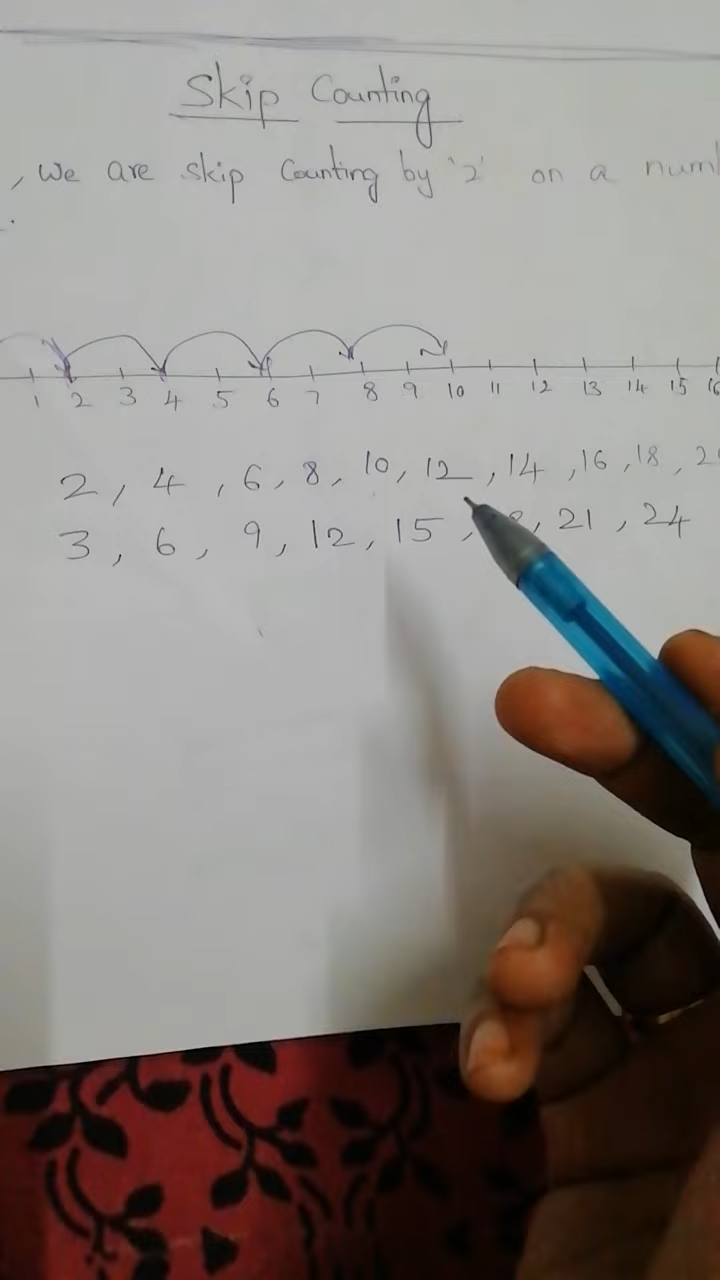 Skip Counting
, we are skip Counting by '2' on a
1 2 3 4 5 6 7 8 9 10 11 12 13 14 15 16
2, 4, 6, 8, 10, 12, 14, 16, 18,
3, 6, 9, 12, 15, , 21, 24